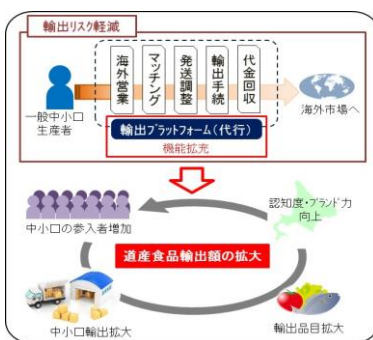 輸出リスク軽減
海外営業
マッチング
発送調整
輸出手続
代金回収
一般中小口
生産者
海外市場へ
輸出プラットフォーム(代行)
機能拡充
中小口の参入者増加
認知度・ブランド力
向上
道産食品輸出額の拡大
中小口輸出拡大
輸出品目拡大